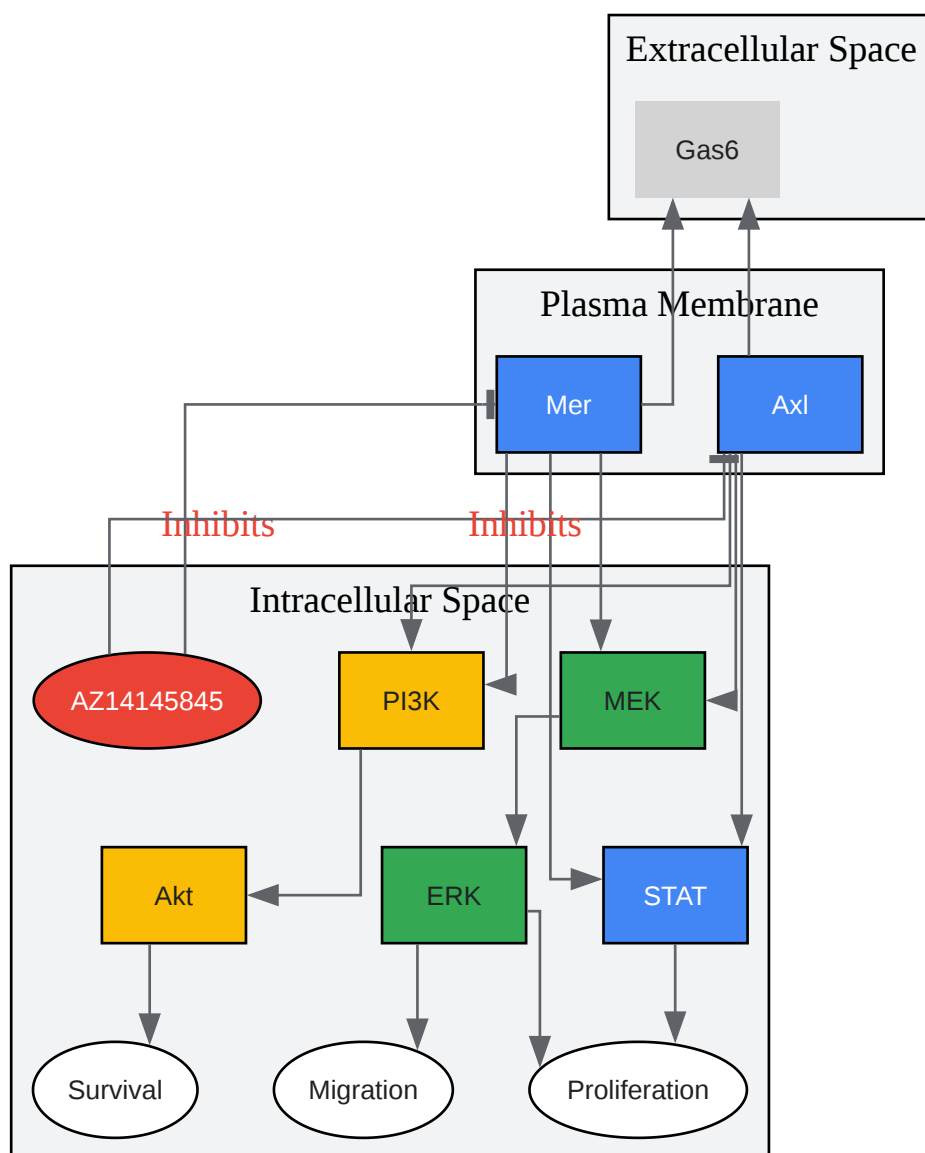 Extracellular Space
Gas6
Plasma Membrane
Mer
Axl
Inhibits
Inhibits
Intracellular Space
AZ14145845
PI3K
MEK
Akt
ERK
STAT
Survival
Migration
Proliferation